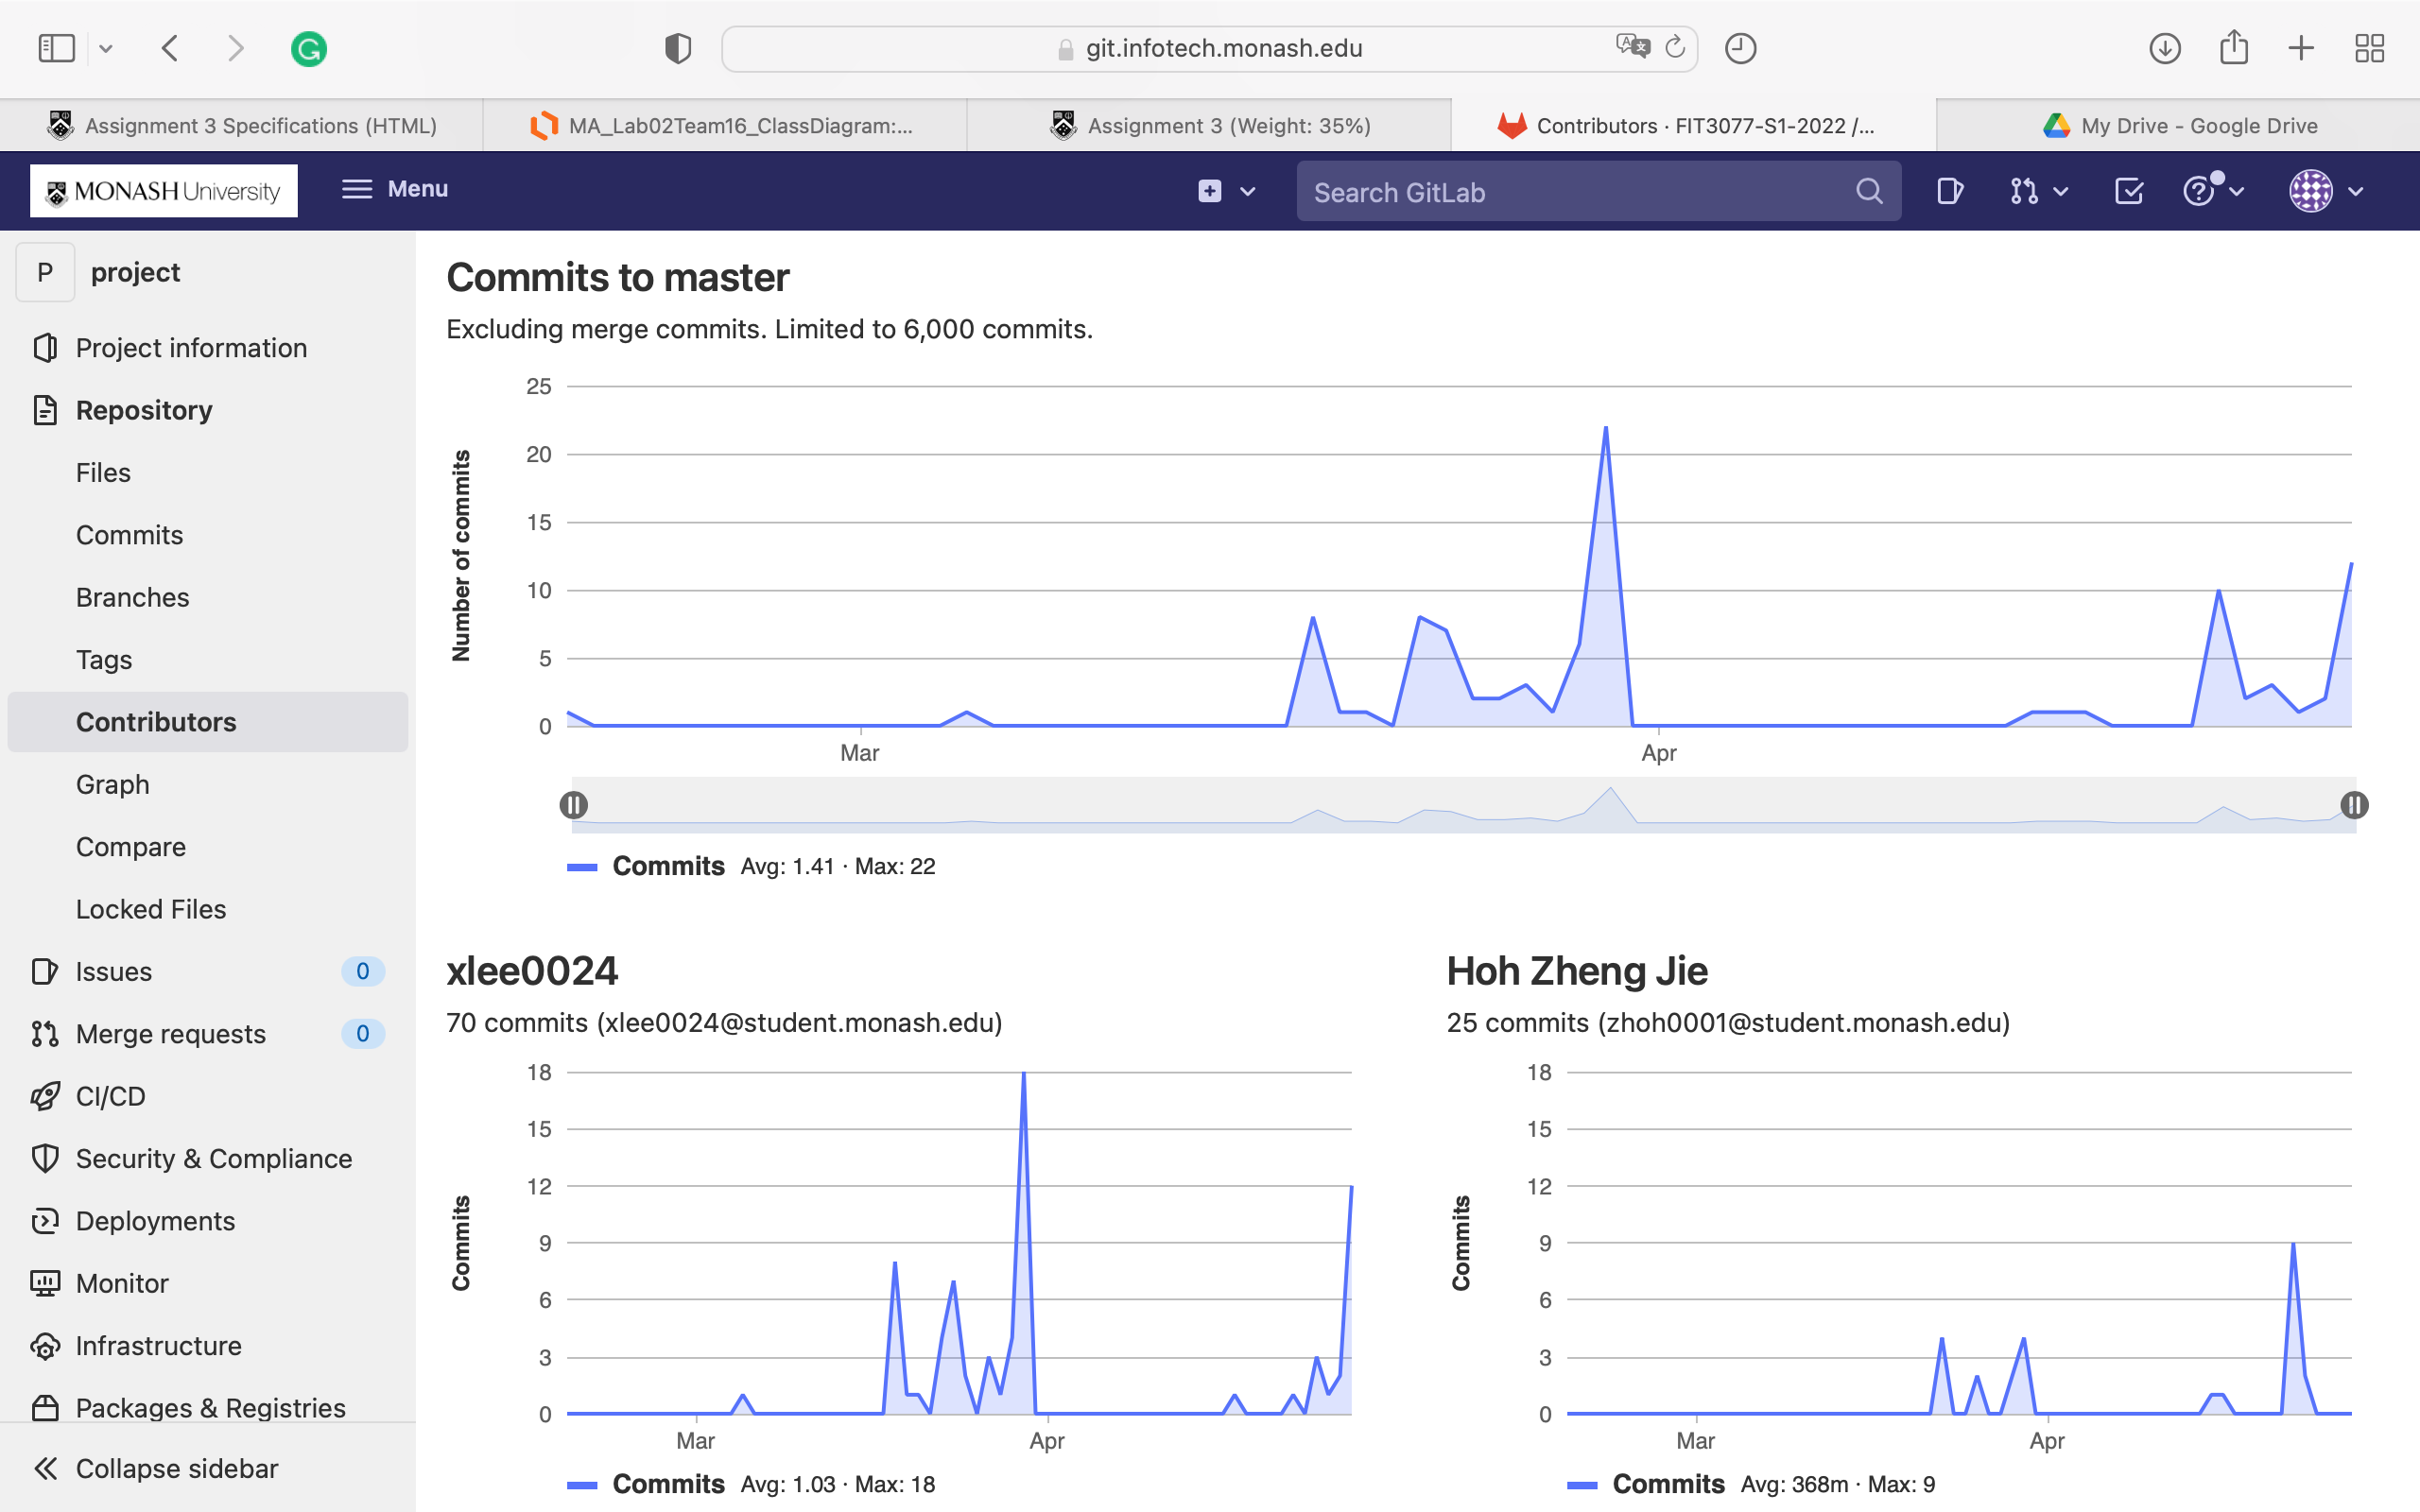 git.infotech.monash.edu
Assignment 3 Specifications (HTML)
MA_Lab02Team16_ClassDiagram:...
Assignment 3 (Weight: 35%)
Contributors · FIT3077-S1-2022 /...
My Drive - Google Drive
MONASH University
Menu
Search GitLab
P project
Project information
Repository
Files
Commits
Branches
Tags
Contributors
Graph
Compare
Locked Files
Issues 0
Merge requests 0
CI/CD
Security & Compliance
Deployments
Monitor
Infrastructure
Packages & Registries
Collapse sidebar
Commits to master
Excluding merge commits. Limited to 6,000 commits.
Number of commits
25
20
15
10
5
0
Mar Apr
Commits Avg: 1.41 · Max: 22
xlee0024
70 commits (xlee0024@student.monash.edu)
Commits
18
15
12
9
6
3
0
Mar Apr
Commits Avg: 1.03 · Max: 18
Hoh Zheng Jie
25 commits (zhoh0001@student.monash.edu)
Commits
18
15
12
9
6
3
0
Mar Apr
Commits Avg: 368m · Max: 9